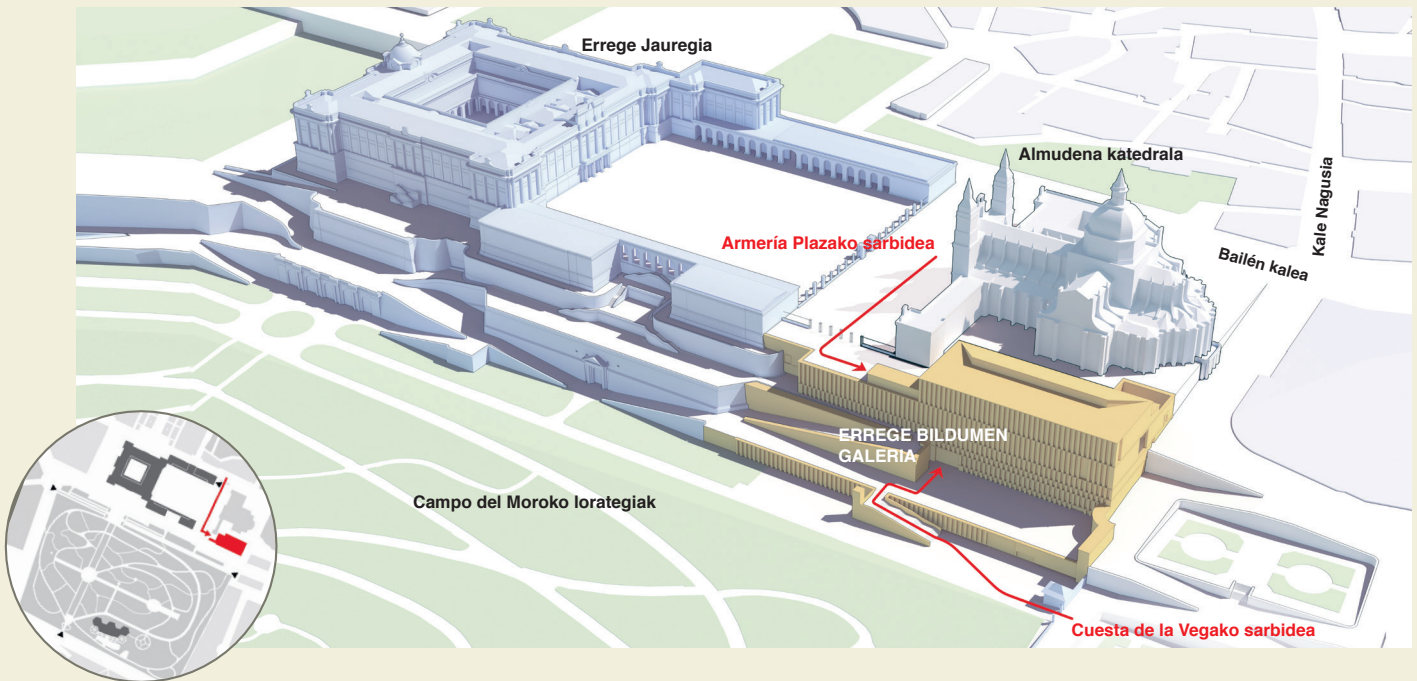 Errege Jauregia
Almudena katedrala
Kale Nagusia
Armería Plazako sarbidea
Bailén kalea
ERREGE BILDUMEN
GALERIA
Campo del Moroko lorategiak
Cuesta de la Vegako sarbidea